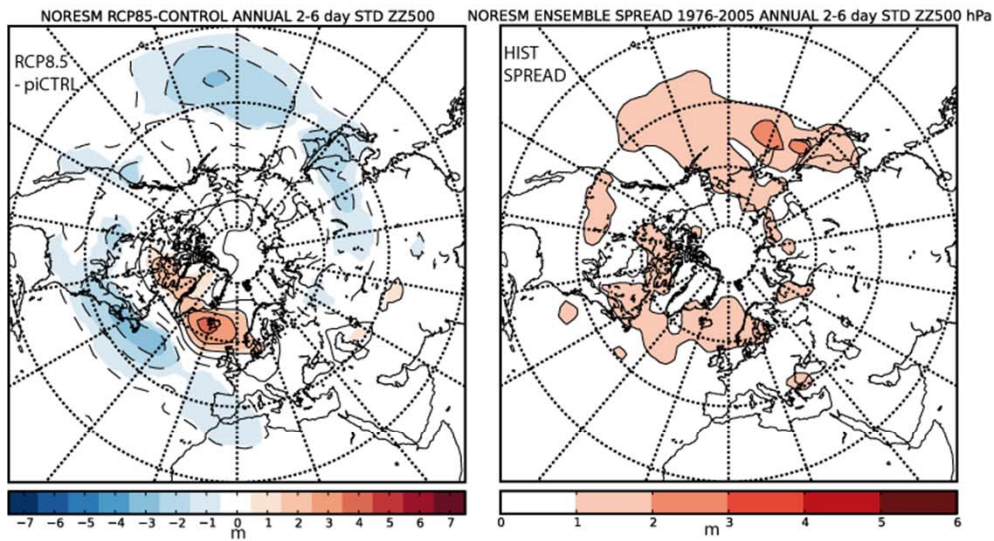 NORESM RCP85-CONTROL ANNUAL 2-6 day STD ZZ500
RCP8.5
- piCTRL
−7 −6 −5 −4 −3 −2 −1 0 1 2 3 4 5 6 7
m
NORESM ENSEMBLE SPREAD 1976-2005 ANNUAL 2-6 day STD ZZ500 hPa
HIST
SPREAD
0 1 2 3 4 5 6
m